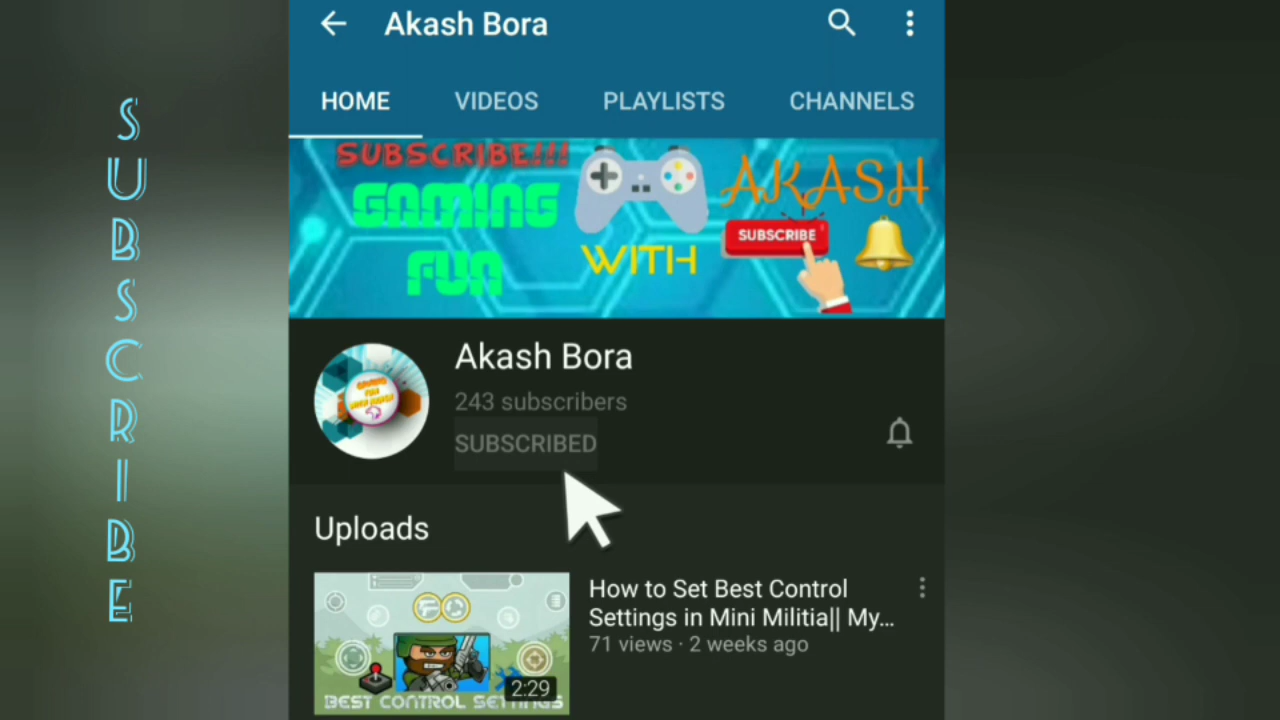 SUBSCRIBE
Akash Bora
HOME VIDEOS PLAYLISTS CHANNELS
SUBSCRIBE!!!
GAMING
FUN
WITH
AKASH
SUBSCRIBE
Akash Bora
243 subscribers
SUBSCRIBED
Uploads
How to Set Best Control
Settings in Mini Militia|| My...
71 views · 2 weeks ago
2:29
BEST CONTROL SETTINGS